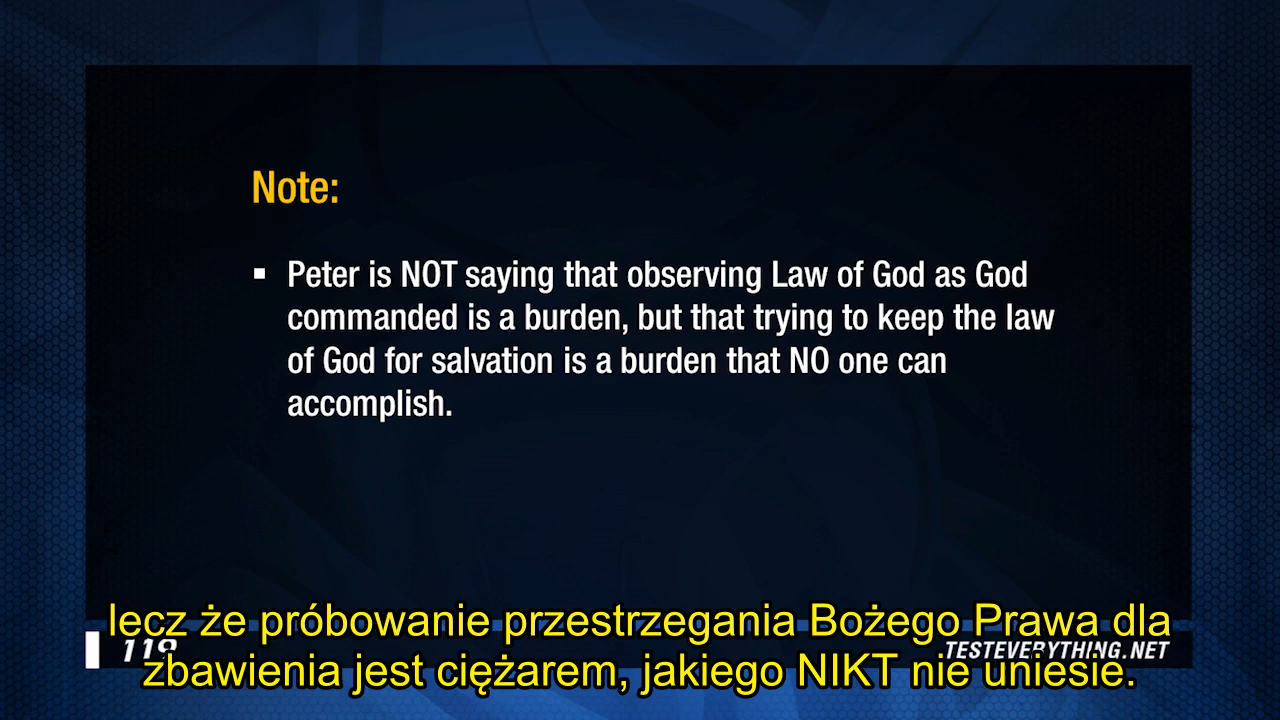 Note:
▪ Peter is NOT saying that observing Law of God as God
commanded is a burden, but that trying to keep the law
of God for salvation is a burden that NO one can
accomplish.
lecz że próbowanie przestrzegania Bożego Prawa dla
119
TESTEVERYTHING.NET
zbawienia jest ciężarem, jakiego NIKT nie uniesie.